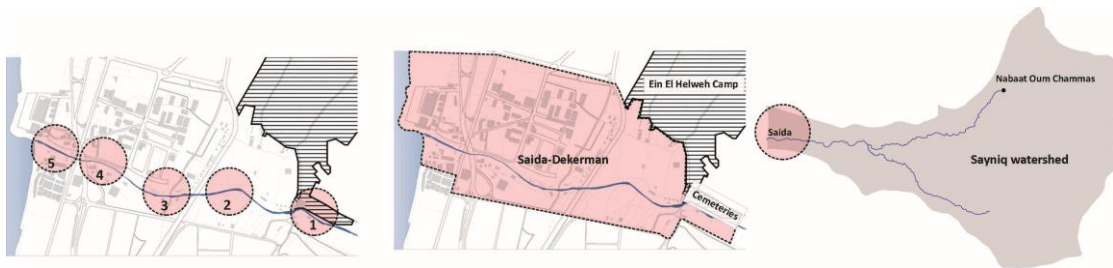 5
4
3
2
1
Ein El Helweh Camp
Saida-Dekerman
Cemeteries
Nabaat Oum Chammas
Saida
Sayniq watershed